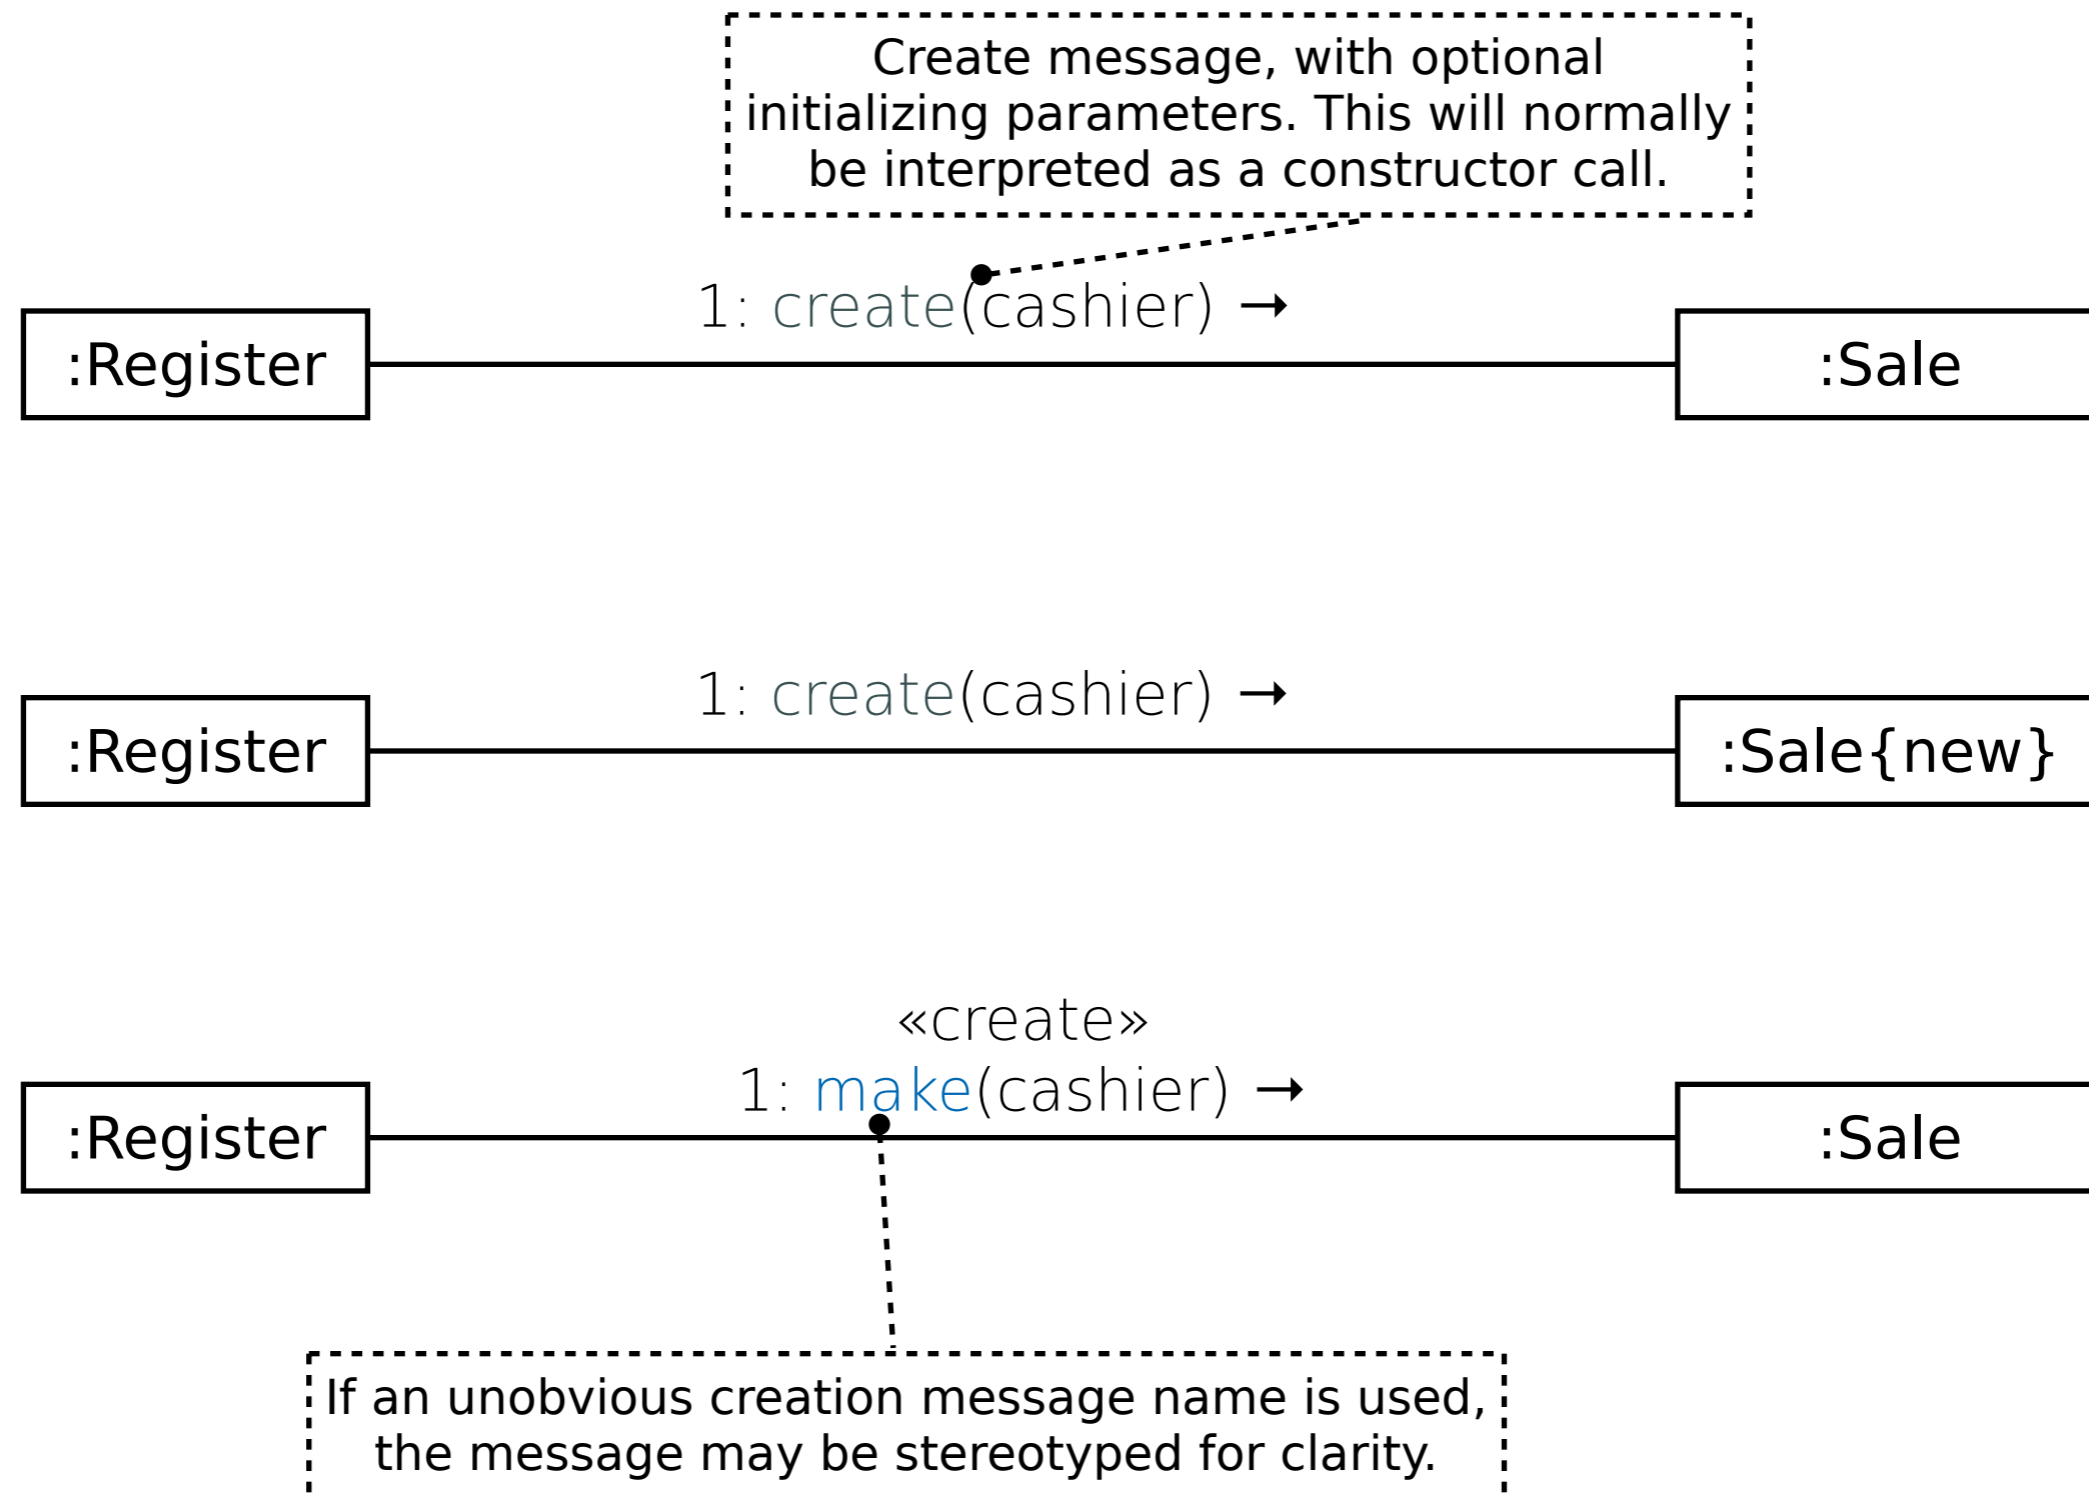 Create message, with optional
initializing parameters. This will normally
be interpreted as a constructor call.
1: create(cashier) →
:Register
:Sale
1: create(cashier) →
:Register
:Sale{new}
«create»
1: make(cashier) →
:Register
:Sale
If an unobvious creation message name is used,
the message may be stereotyped for clarity.